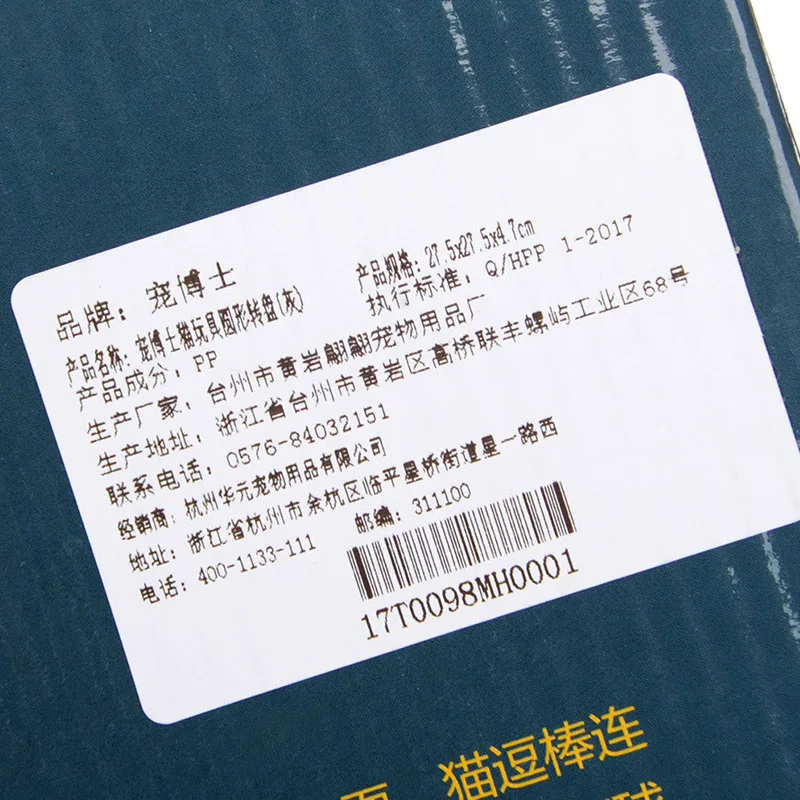 品牌：宠博士
产品规格：27.5x27.5x4.7cm
产品名称：宠博士猫玩具圆形转盘(灰)
执行标准：Q/HPP 1-2017
产品成分：PP
生产厂家：台州市黄岩翩翩宠物用品厂
生产地址：浙江省台州市黄岩区高桥联丰螺屿工业区68号
联系电话：0576-84032151
经销商：杭州华元宠物用品有限公司
地址：浙江省杭州市余杭区临平星桥街道星一路西
电话：400-1133-111
邮编：311100
17T0098MH0001
猫逗棒连